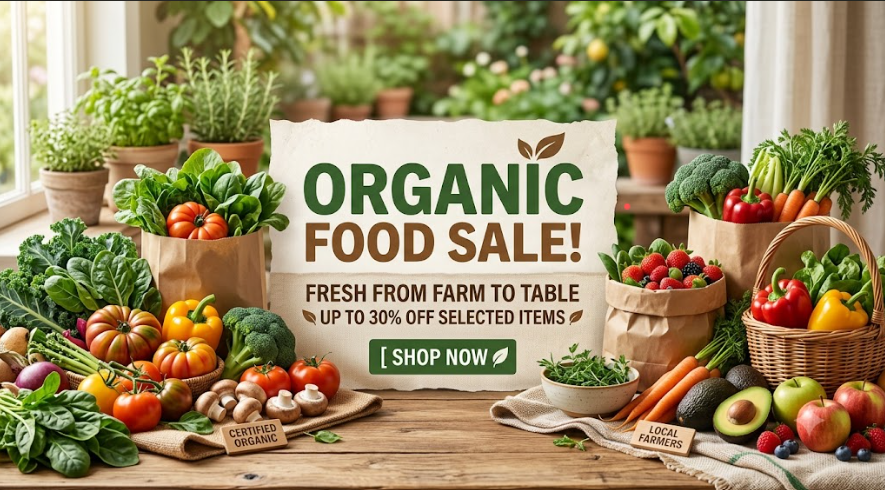 ORGANIC
FOOD SALE!
FRESH FROM FARM TO TABLE
UP TO 30% OFF SELECTED ITEMS
[ SHOP NOW
CERTIFIED
ORGANIC
LOCAL
FARMERS